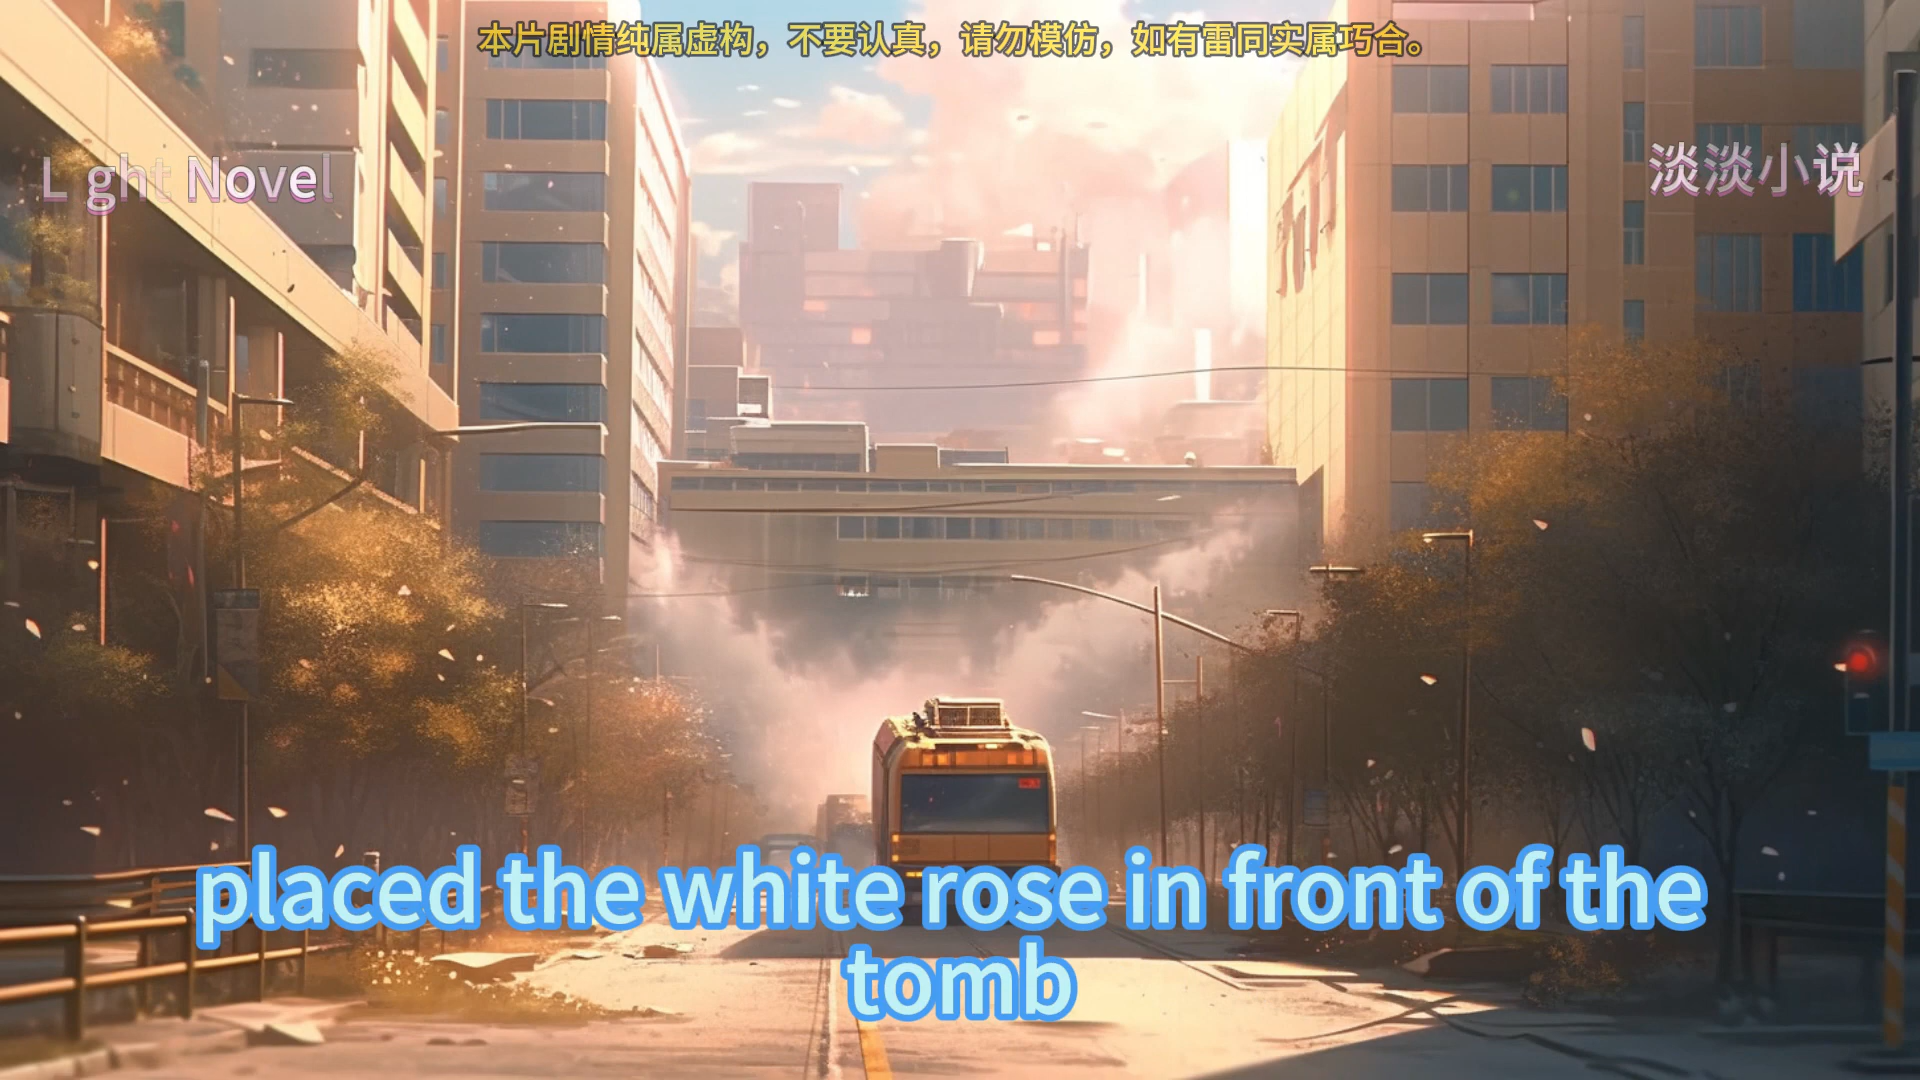 本片剧情纯属虚构，不要认真，请勿模仿，如有雷同实属巧合。
L ght Novel
淡淡小说
placed the white rose in front of the
tomb